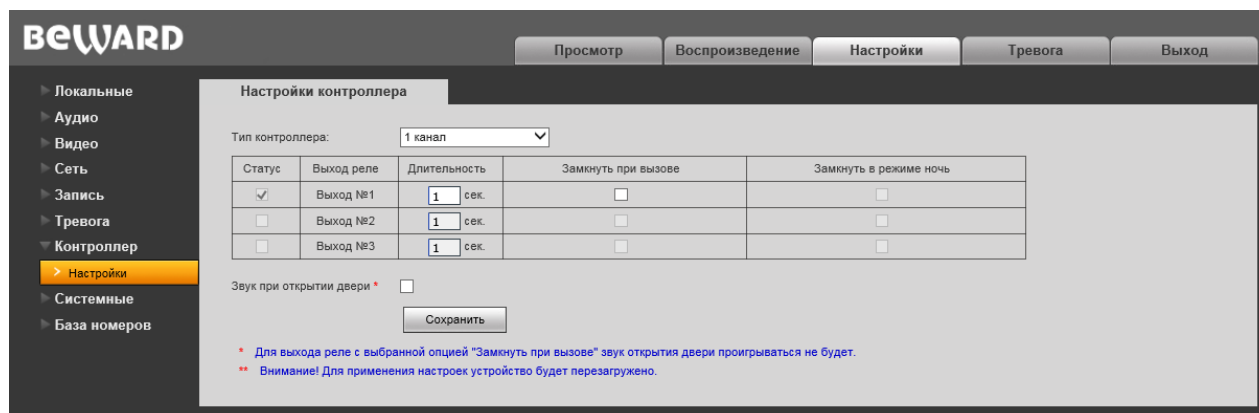 BEWARD
Просмотр Воспроизведение Настройки Тревога Выход
Локальные
Аудио
Видео
Сеть
Запись
Тревога
Контроллер
Настройки
Системные
База номеров
Настройки контроллера
Тип контроллера: 1 канал
Статус Выход реле Длительность Замкнуть при вызове Замкнуть в режиме ночь
Выход №1 1 сек.
Выход №2 1 сек.
Выход №3 1 сек.
Звук при открытии двери *
Сохранить
* Для выхода реле с выбранной опцией "Замкнуть при вызове" звук открытия двери проигрываться не будет.
** Внимание! Для применения настроек устройство будет перезагружено.